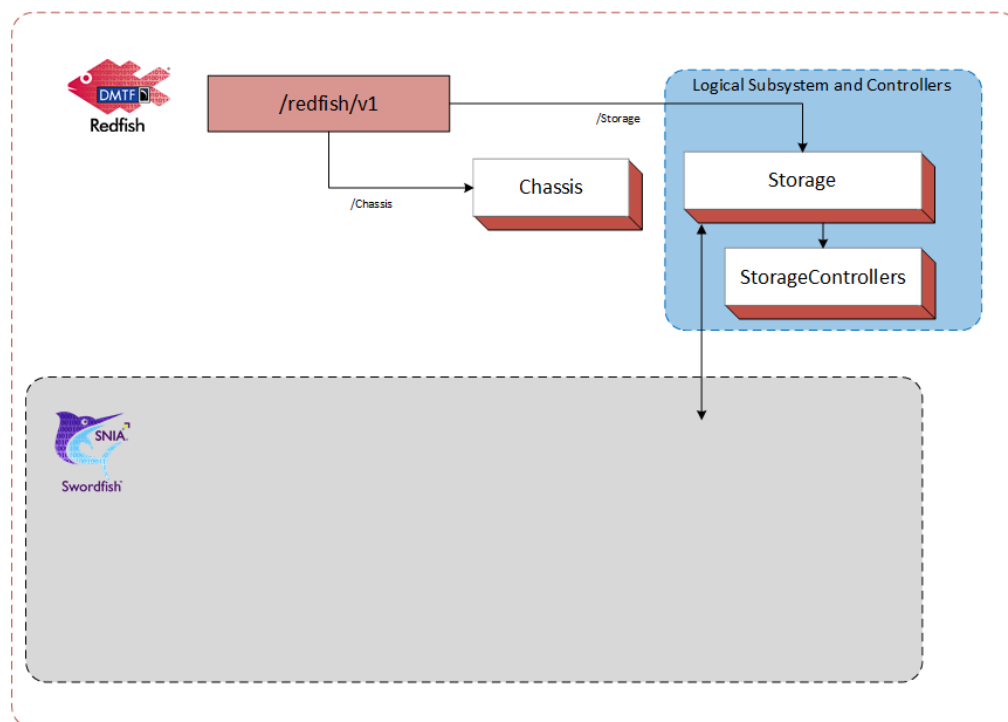 DMTF
Redfish
/redfish/v1
/Storage
Logical Subsystem and Controllers
/Chassis
Chassis
Storage
StorageControllers
SNIA
Swordfish